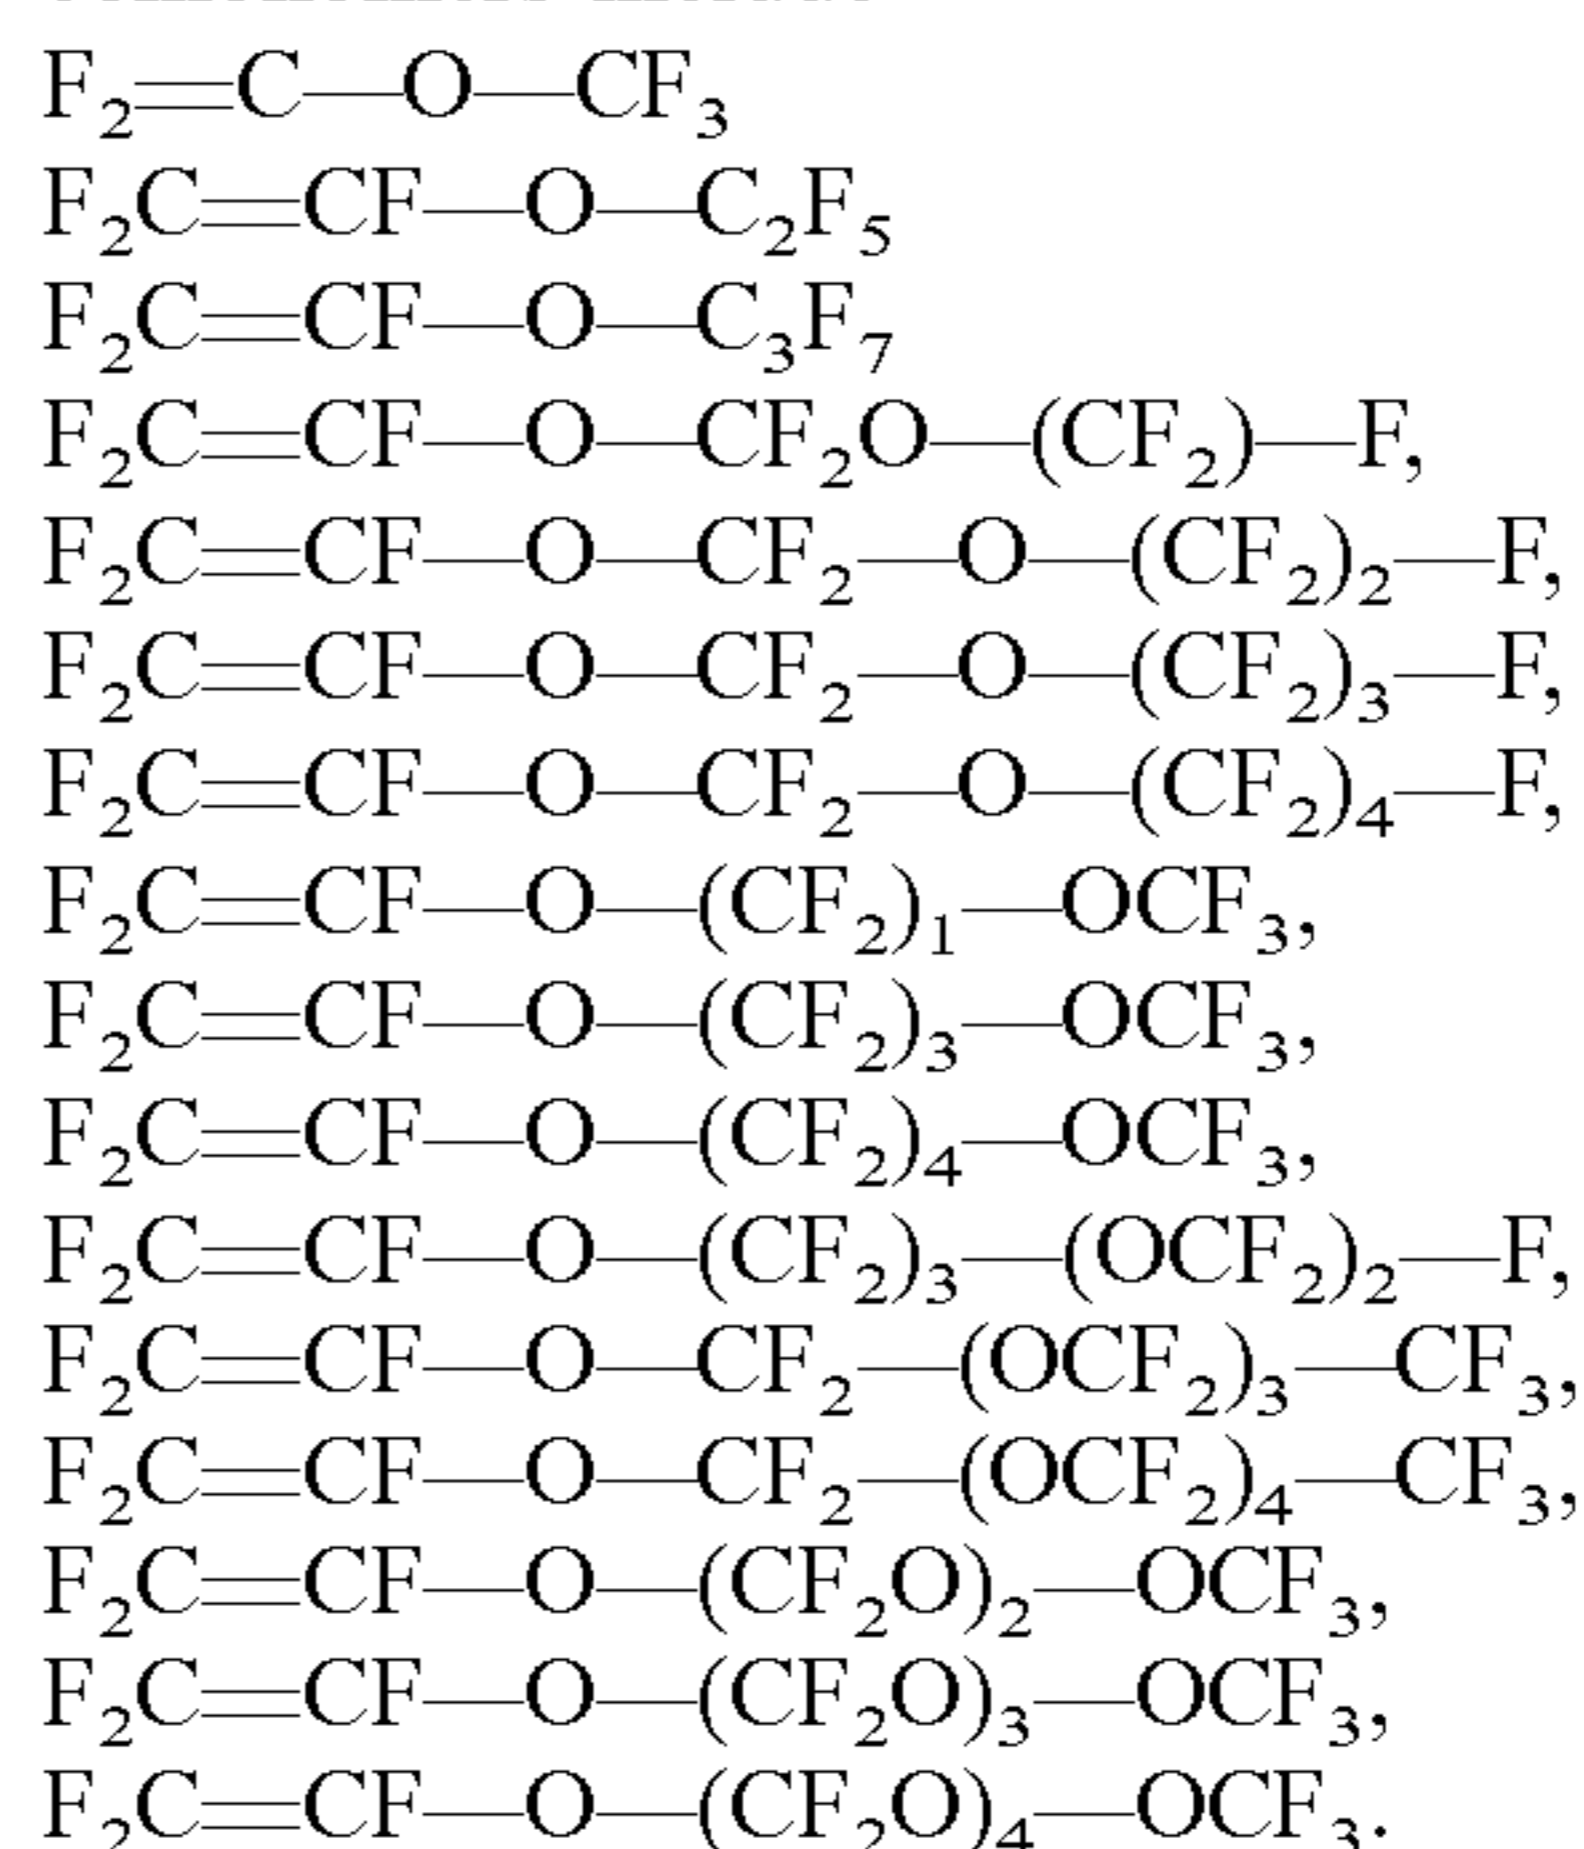 F₂=C—O—CF₃
F₂C=CF—O—C₂F₅
F₂C=CF—O—C₃F₇
F₂C=CF—O—CF₂O—(CF₂)—F,
F₂C=CF—O—CF₂—O—(CF₂)₂—F,
F₂C=CF—O—CF₂—O—(CF₂)₃—F,
F₂C=CF—O—CF₂—O—(CF₂)₄—F,
F₂C=CF—O—(CF₂)₁—OCF₃,
F₂C=CF—O—(CF₂)₃—OCF₃,
F₂C=CF—O—(CF₂)₄—OCF₃,
F₂C=CF—O—(CF₂)₃—(OCF₂)₂—F,
F₂C=CF—O—CF₂—(OCF₂)₃—CF₃,
F₂C=CF—O—CF₂—(OCF₂)₄—CF₃,
F₂C=CF—O—(CF₂O)₂—OCF₃,
F₂C=CF—O—(CF₂O)₃—OCF₃,
F₂C=CF—O—(CF₂O)₄—OCF₃.